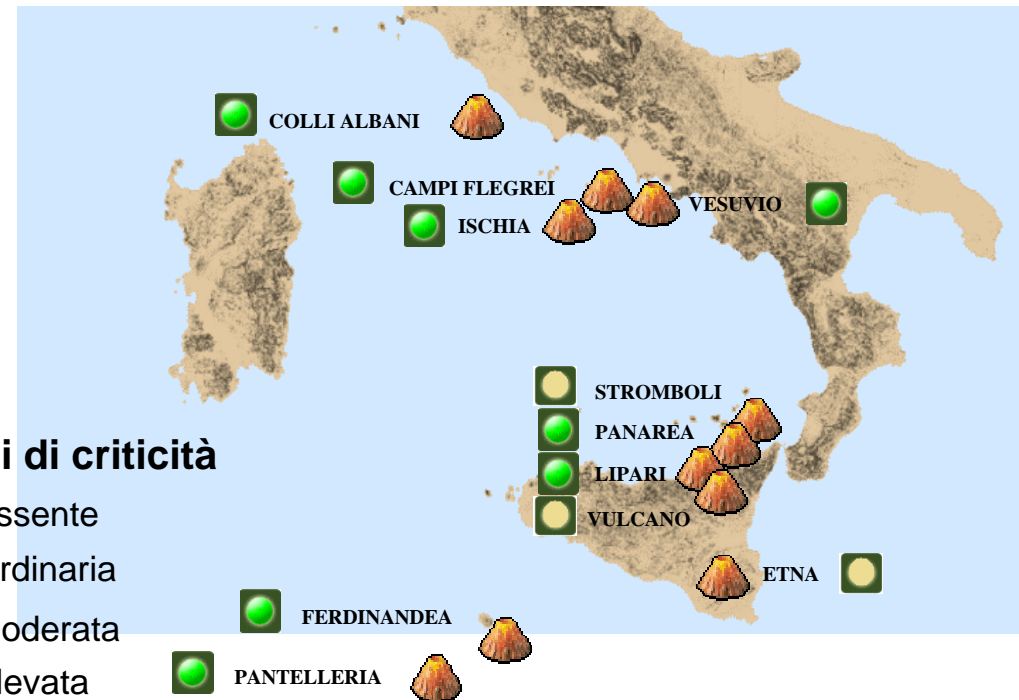 COLLI ALBANI
CAMPI FLEGREI
VESUVIO
ISCHIA
STROMBOLI
PANAREA
LIPARI
VULCANO
ETNA
FERDINANDEA
PANTELLERIA
i di criticità
ssente
rdinaria
oderata
levata